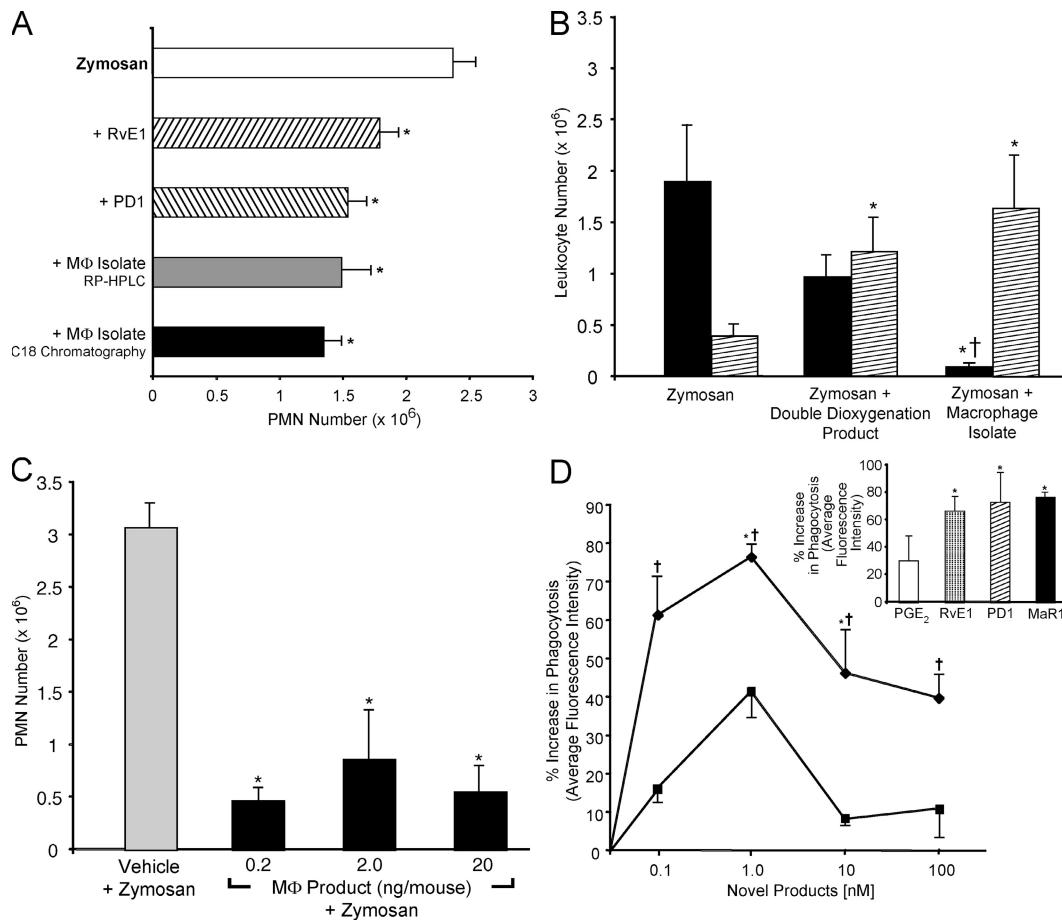 A
Zymosan
+ RvE1
*
+ PD1
*
+ MΦ Isolate
RP-HPLC
*
+ MΦ Isolate
C18 Chromatography
*
0 0.5 1 1.5 2 2.5 3
PMN Number (x 10⁶)
B
Leukocyte Number (x 10⁶)
3.5
3
2.5
2
1.5
1
0.5
0
*
*†
*
Zymosan
Zymosan +
Double Dioxygenation
Product
Zymosan +
Macrophage
Isolate
C
PMN Number (x 10⁶)
3.5
3
2.5
2
1.5
1
0.5
0
*
*
*
Vehicle
+ Zymosan
0.2 2.0 20
MΦ Product (ng/mouse)
+ Zymosan
D
% Increase in Phagocytosis
(Average Fluorescence Intensity)
90
80
70
60
50
40
30
20
10
0
†
*†
*†
†
0.1 1.0 10 100
Novel Products [nM]
% Increase
in Phagocytosis
(Average
Fluorescence
Intensity)
100
80
60
40
20
0
*
*
*
PGE₂ RvE1 PD1 MaR1